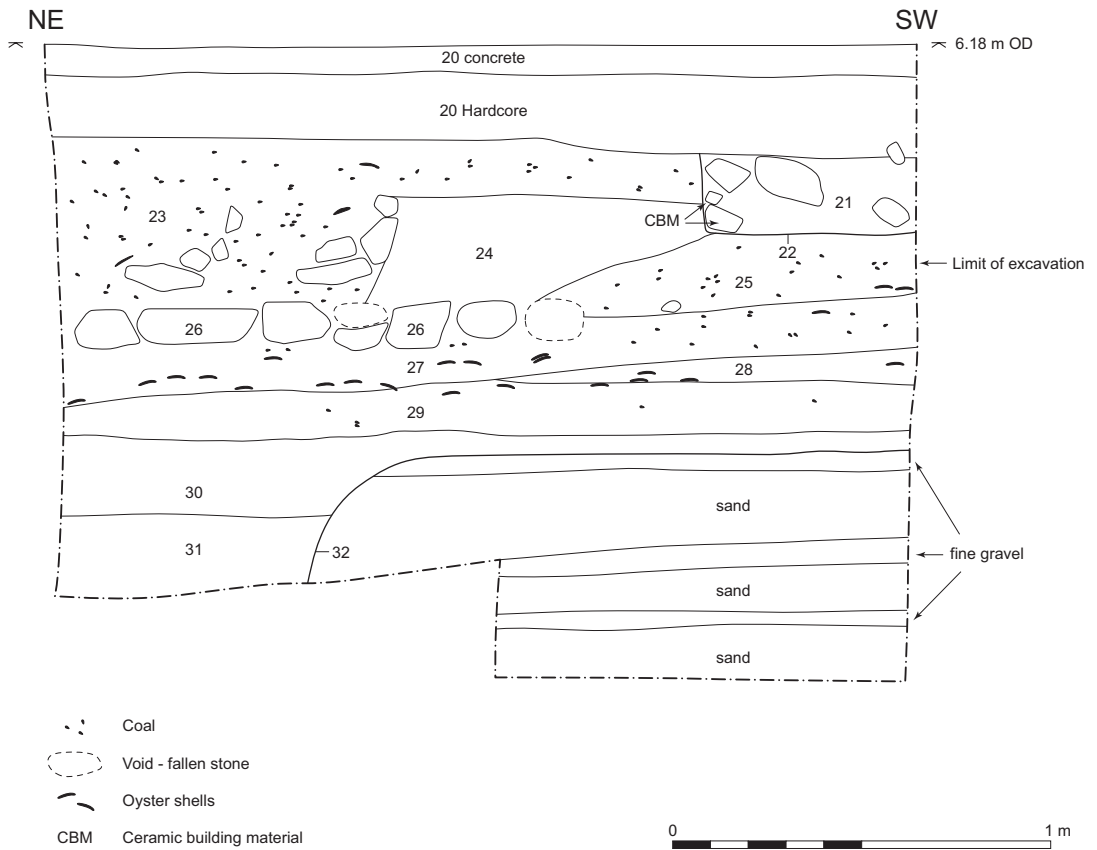 NE
SW
6.18 m OD
20 concrete
20 Hardcore
23
21
CBM
24
22
Limit of excavation
25
26
26
27
28
29
30
sand
31
32
fine gravel
sand
sand
Coal
Void - fallen stone
Oyster shells
CBM Ceramic building material
0
1 m